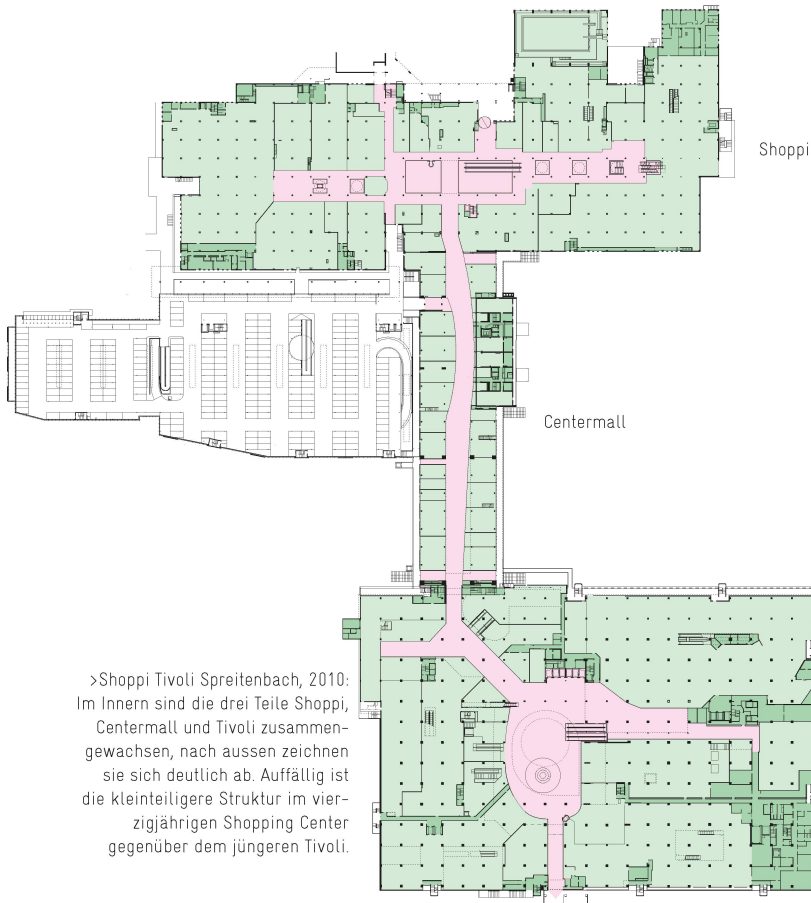 Shoppi
Centermall
>Shoppi Tivoli Spreitenbach, 2010:
Im Innern sind die drei Teile Shoppi,
Centermall und Tivoli zusammen-
gewachsen, nach aussen zeichnen
sie sich deutlich ab. Auffällig ist
die kleinteiligere Struktur im vier-
zigjährigen Shopping Center
gegenüber dem jüngeren Tivoli.